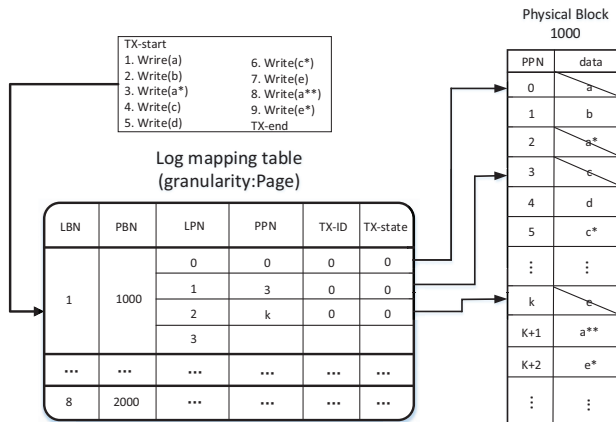 Physical Block
1000
TX-start
1. Wrire(a)
2. Write(b)
3. Write(a*)
4. Write(c)
5. Write(d)
6. Write(c*)
7. Write(e)
8. Write(a**)
9. Write(e*)
TX-end
Log mapping table
(granularity:Page)
LBN PBN LPN PPN TX-ID TX-state
1 1000
0 0 0 0
1 3 0 0
2 k 0 0
3
... ... ... ... ... ...
8 2000 ... ... ... ...
PPN data
0 a
1 b
2 a*
3 c
4 d
5 c*
⋮ ⋮
k e
K+1 a**
K+2 e*
⋮ ⋮